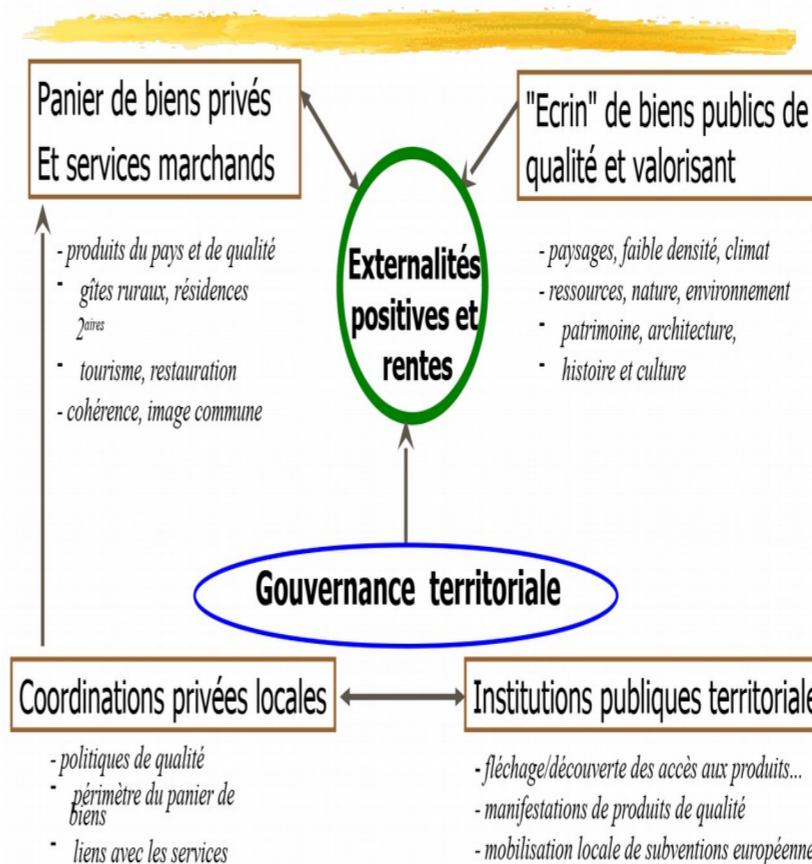 Panier de biens privés
Et services marchands
"Ecrin" de biens publics de
qualité et valorisant
- produits du pays et de qualité
- gîtes ruraux, résidences
2aires
- tourisme, restauration
- cohérence, image commune
Externalités
positives et
rentes
- paysages, faible densité, climat
- ressources, nature, environnement
- patrimoine, architecture,
- histoire et culture
Gouvernance territoriale
Coordinations privées locales
Institutions publiques territoriale
- politiques de qualité
- périmètre du panier de
biens
- liens avec les services
- fléchage/découverte des accès aux produits...
- manifestations de produits de qualité
- mobilisation locale de subventions européenne